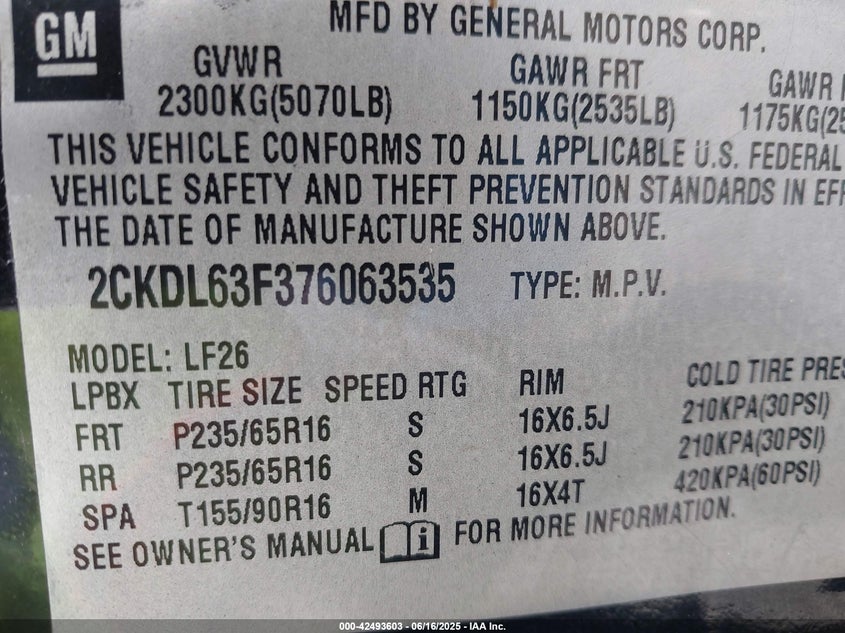 GM
MFD BY GENERAL MOTORS CORP.
GVWR GAWR FRT GAWR
2300KG(5070LB) 1150KG(2535LB) 1175KG(25
THIS VEHICLE CONFORMS TO ALL APPLICABLE U.S. FEDERAL
VEHICLE SAFETY AND THEFT PREVENTION STANDARDS IN EFF
THE DATE OF MANUFACTURE SHOWN ABOVE.
2CKDL63F376063535 TYPE: M.P.V.
MODEL: LF26
LPBX TIRE SIZE SPEED RTG RIM COLD TIRE PRES
FRT P235/65R16 S 16X6.5J 210KPA(30PSI)
RR P235/65R16 S 16X6.5J 210KPA(30PSI)
SPA T155/90R16 M 16X4T 420KPA(60PSI)
SEE OWNER'S MANUAL i FOR MORE INFORMATION.
000-42493603 - 06/16/2025 - IAA Inc.